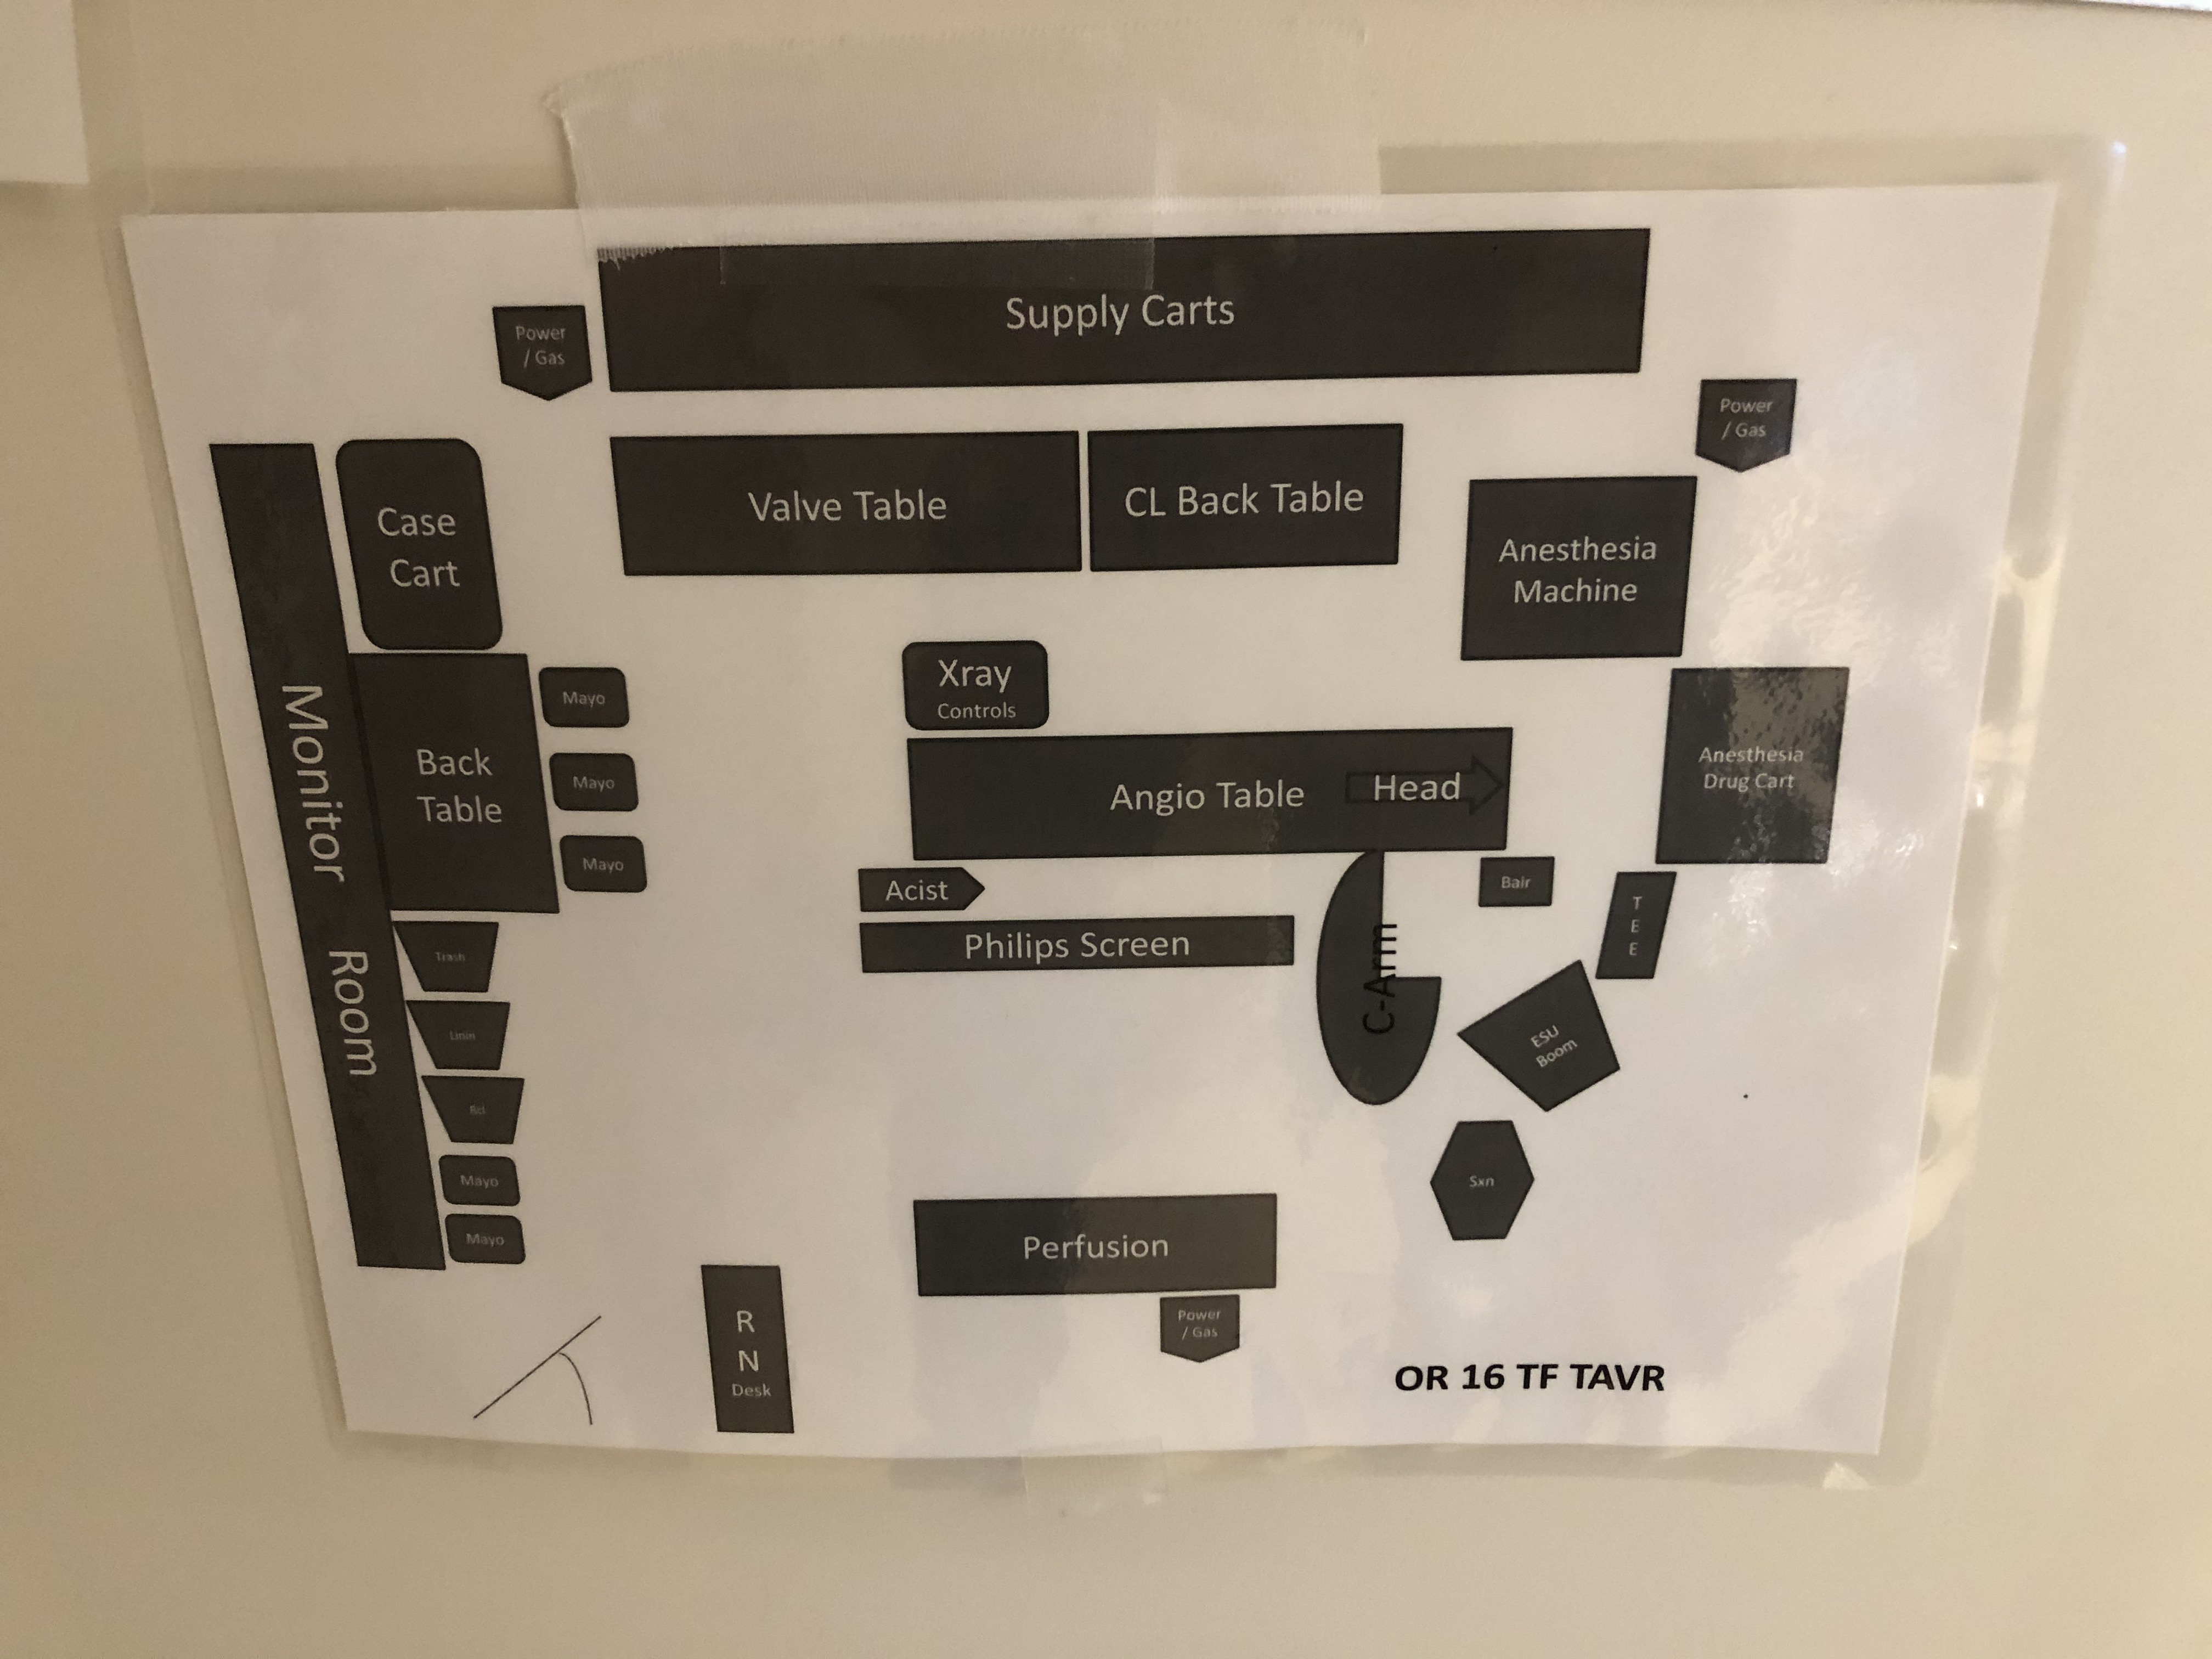 Supply Carts
Power
/ Gas
Power
/ Gas
Valve Table
CL Back Table
Case
Cart
Anesthesia
Machine
Monitor Room
Back
Table
Mayo
Mayo
Mayo
Xray
Controls
Angio Table
Head
Anesthesia
Drug Cart
Acist
Philips Screen
C-Arm
Bair
T
E
E
Trash
Linin
ESU
Boom
Mayo
Mayo
Sxn
Perfusion
Power
/ Gas
R
N
Desk
OR 16 TF TAVR